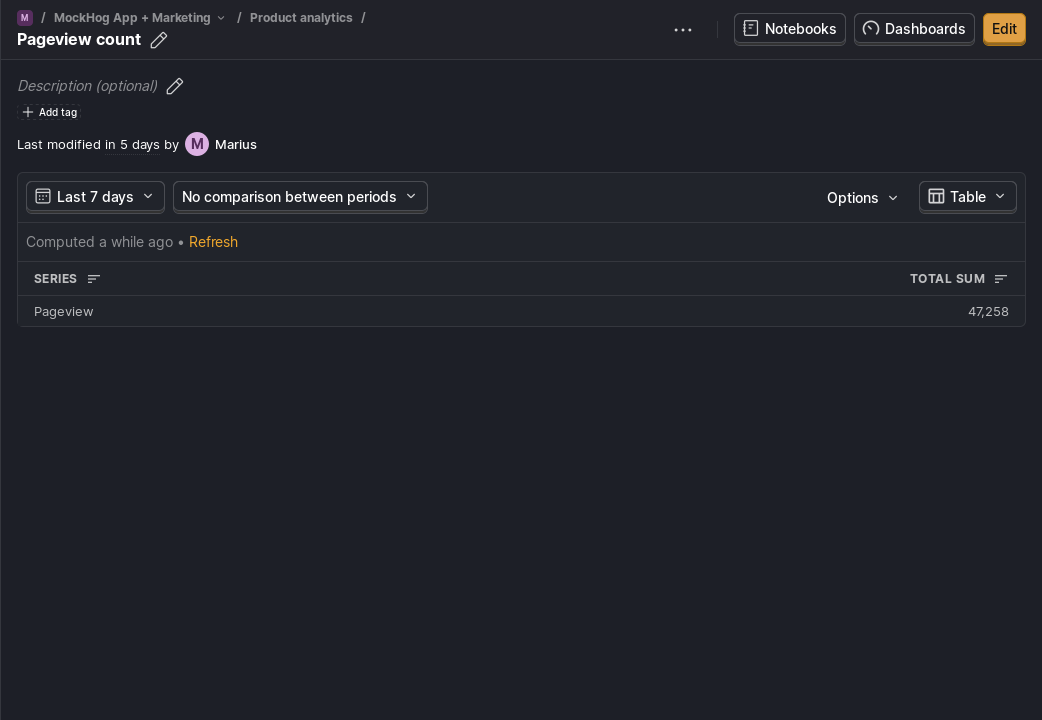 M / MockHog App + Marketing / Product analytics /
Pageview count
Notebooks Dashboards Edit
Description (optional)
Add tag
Last modified in 5 days by M Marius
Last 7 days No comparison between periods Options Table
Computed a while ago • Refresh
SERIES TOTAL SUM
Pageview 47,258